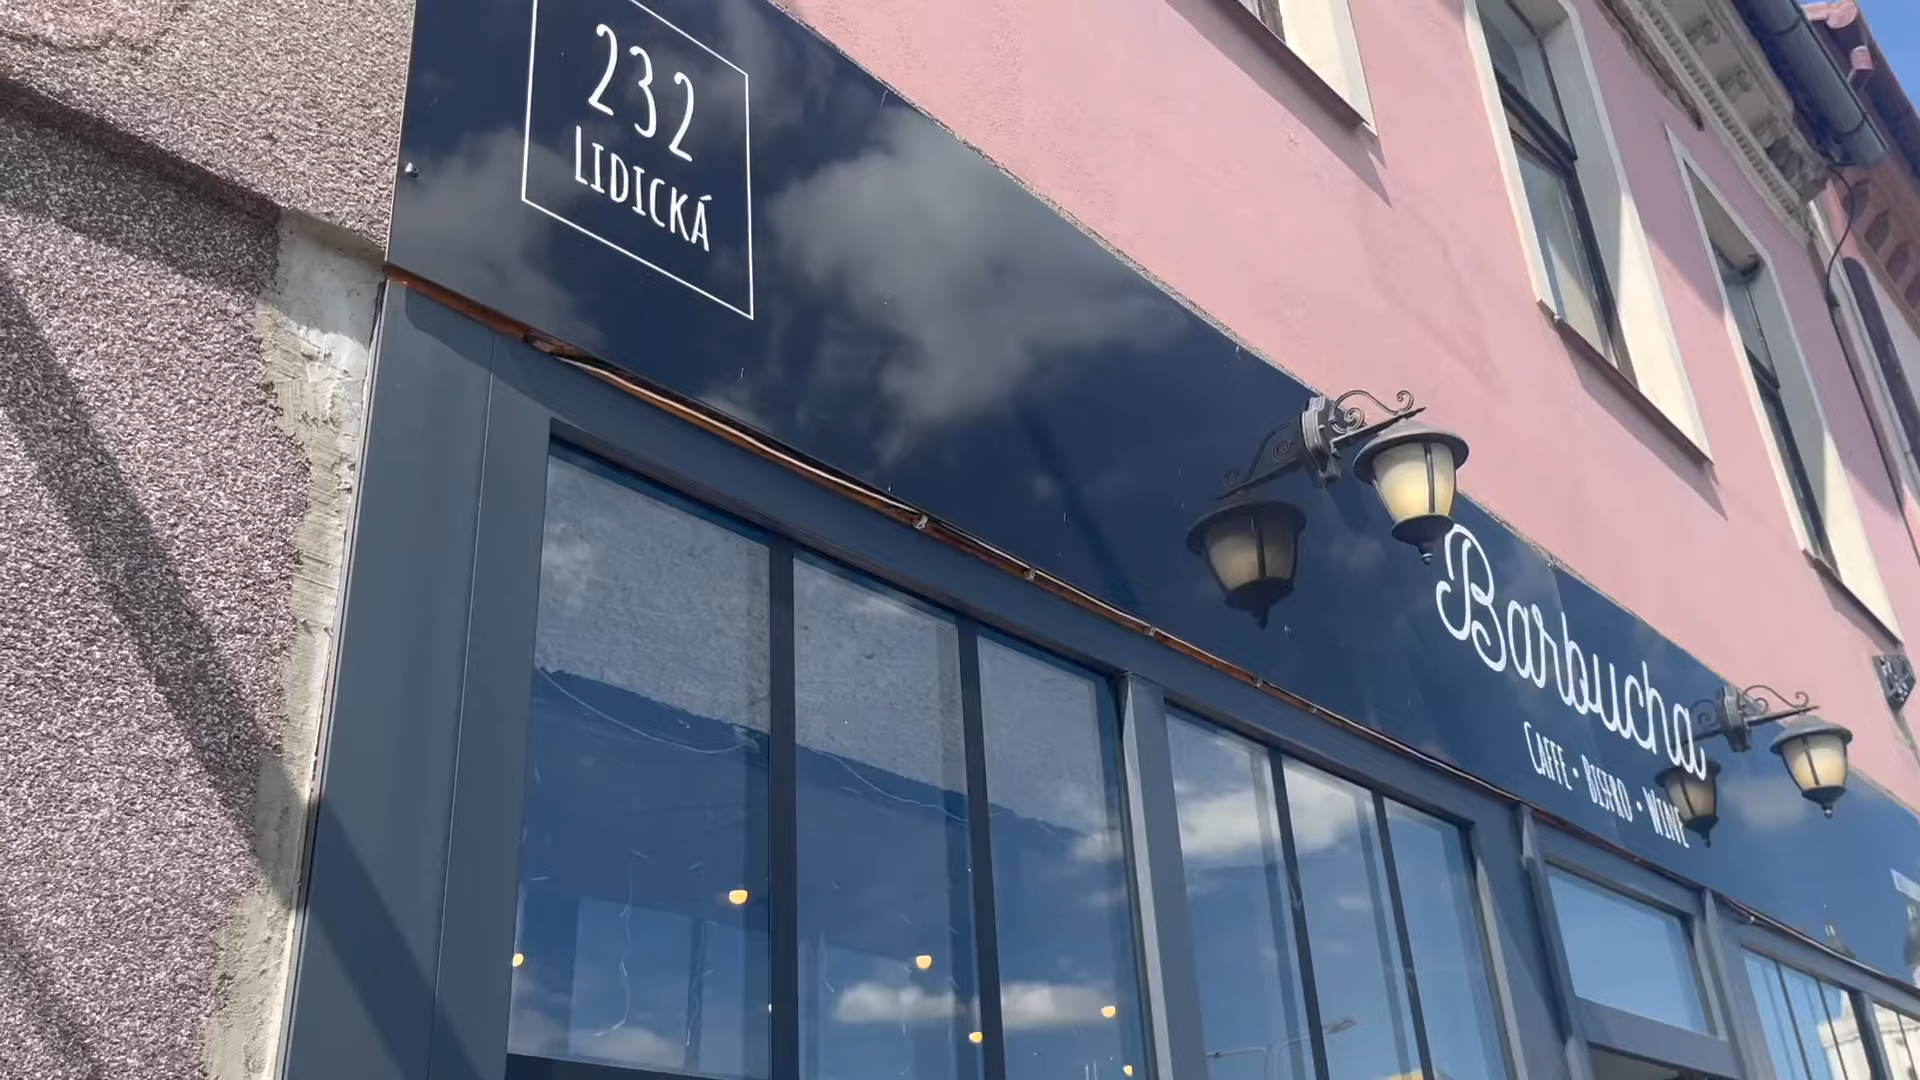 232
LIDICKÁ
Barbucha
CAFFE • BISTRO • WINE